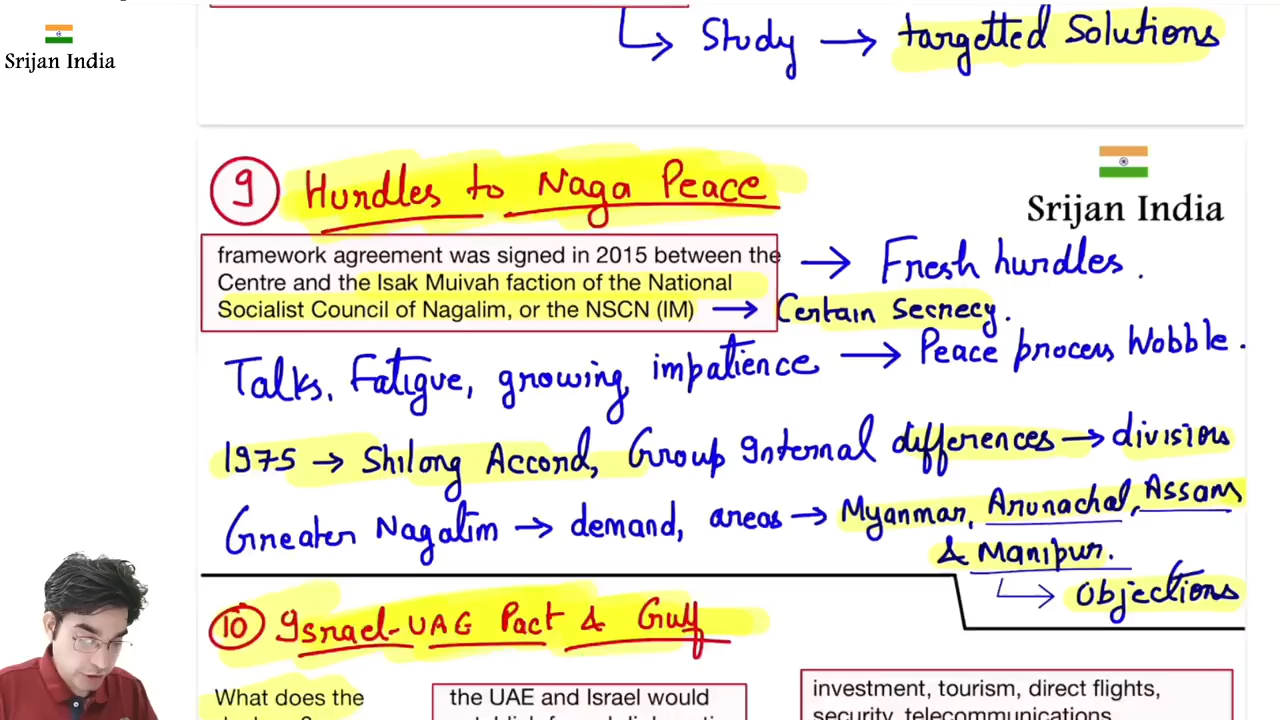 Srijan India
↳ Study → targetted Solutions
9 Hurdles to Naga Peace
Srijan India
framework agreement was signed in 2015 between the
Centre and the Isak Muivah faction of the National
Socialist Council of Nagalim, or the NSCN (IM)
→ Fresh hurdles.
→ Certain Secrecy.
Talks, Fatigue, growing impatience → Peace process Wobble.
1975 → Shilong Accord, Group Internal differences → division
Greater Nagalim → demand, areas → Myanmar, Arunachal, Assam
& Manipur.
↳ Objections
10 Israel-UAE Pact & Gulf
What does the
the UAE and Israel would
investment, tourism, direct flights,
security, telecommunications